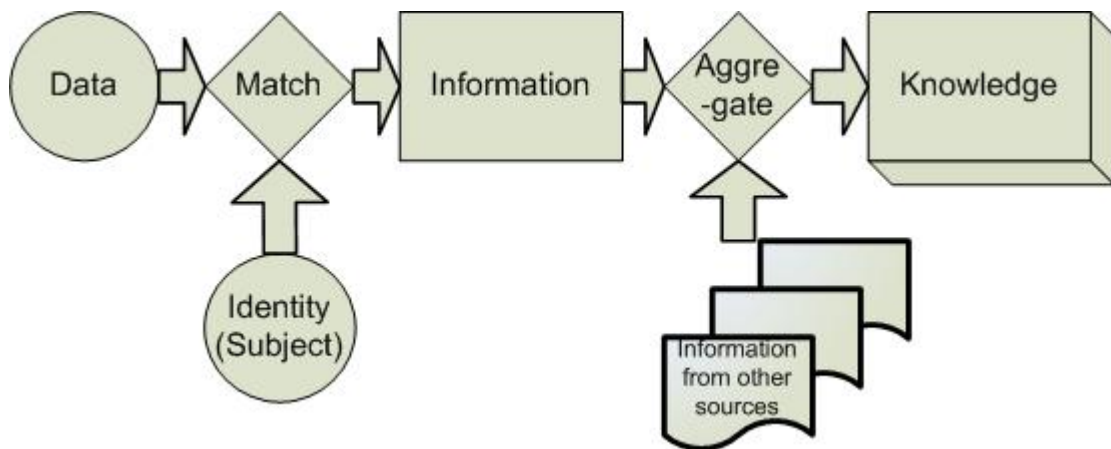 Data
Match
Information
Aggre
-gate
Knowledge
Identity
(Subject)
Information
from other
sources